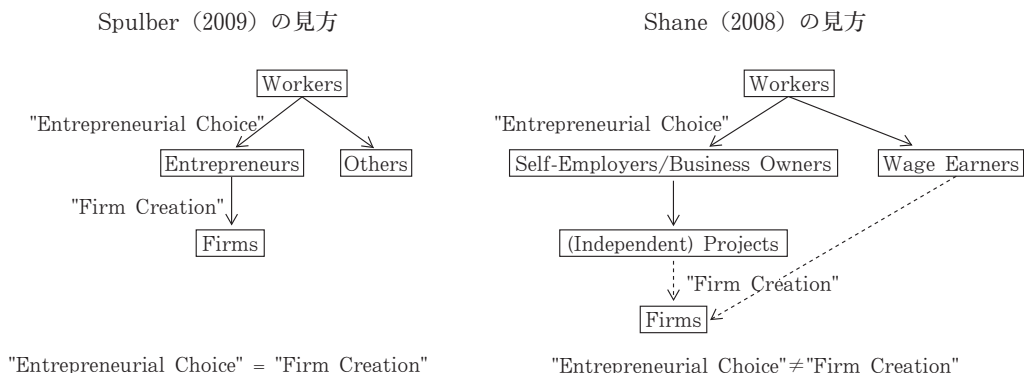 Spulber（2009）の見方
Workers
"Entrepreneurial Choice"
Entrepreneurs
Others
"Firm Creation"
Firms
"Entrepreneurial Choice" = "Firm Creation"
Shane（2008）の見方
Workers
"Entrepreneurial Choice"
Self-Employers/Business Owners
Wage Earners
(Independent) Projects
"Firm Creation"
Firms
"Entrepreneurial Choice"≠"Firm Creation"